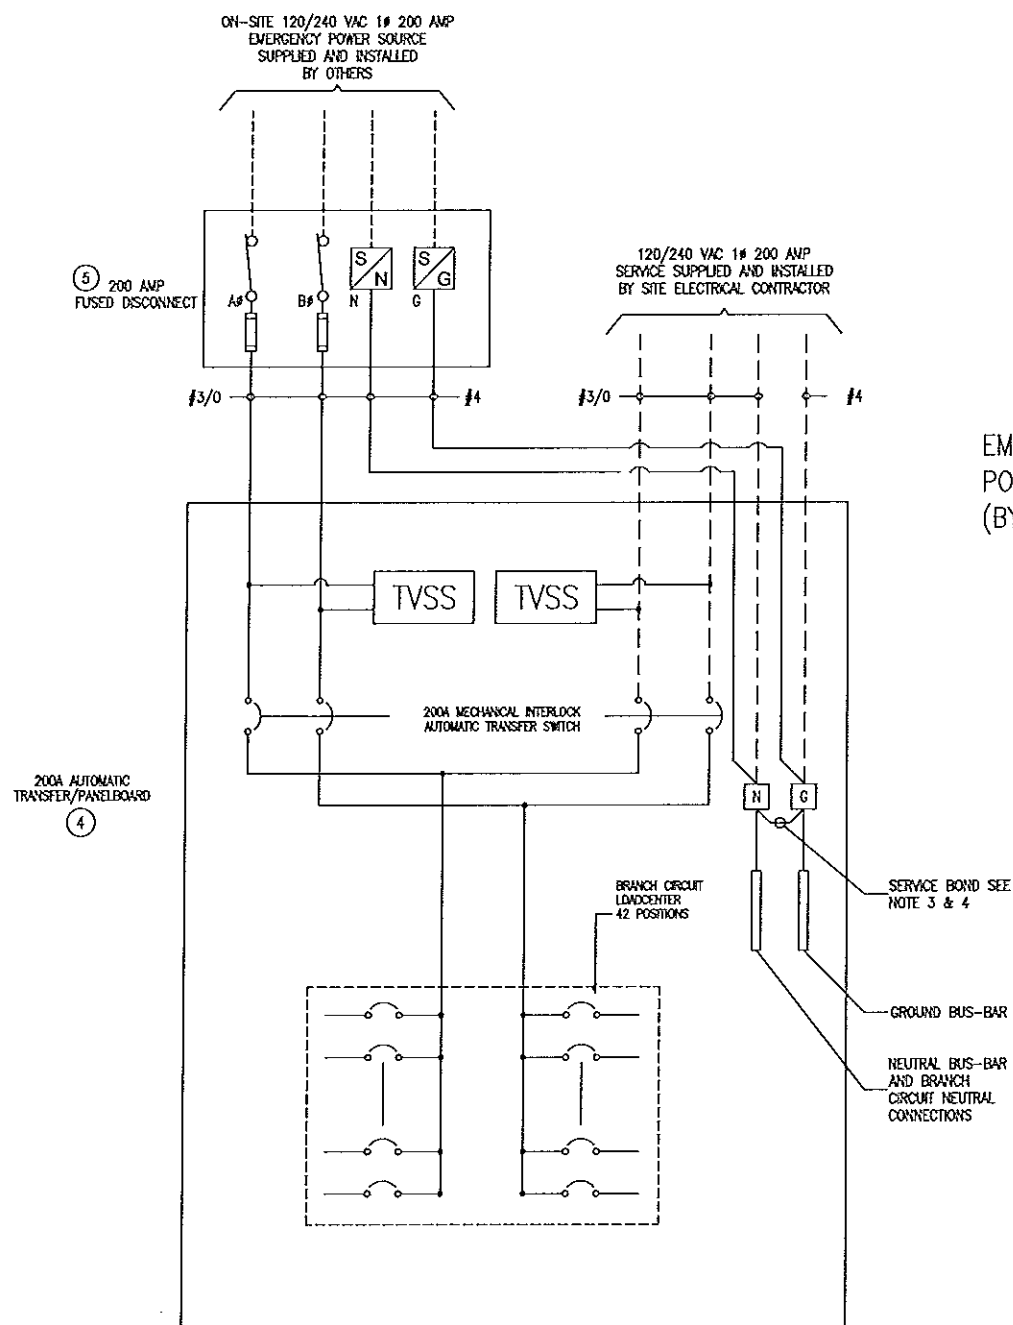 ON-SITE 120/240 VAC 1ø 200 AMP
EMERGENCY POWER SOURCE
SUPPLIED AND INSTALLED
BY OTHERS
5
200 AMP
FUSED DISCONNECT
Aø
Bø
S
N
N
S
G
G
120/240 VAC 1ø 200 AMP
SERVICE SUPPLIED AND INSTALLED
BY SITE ELECTRICAL CONTRACTOR
#3/0
#4
#3/0
#4
EM
PO
(BY
TVSS
TVSS
200A MECHANICAL INTERLOCK
AUTOMATIC TRANSFER SWITCH
200A AUTOMATIC
TRANSFER/PANELBOARD
4
N
G
BRANCH CIRCUIT
LOADCENTER
42 POSITIONS
SERVICE BOND SEE
NOTE 3 & 4
GROUND BUS-BAR
NEUTRAL BUS-BAR
AND BRANCH
CIRCUIT NEUTRAL
CONNECTIONS